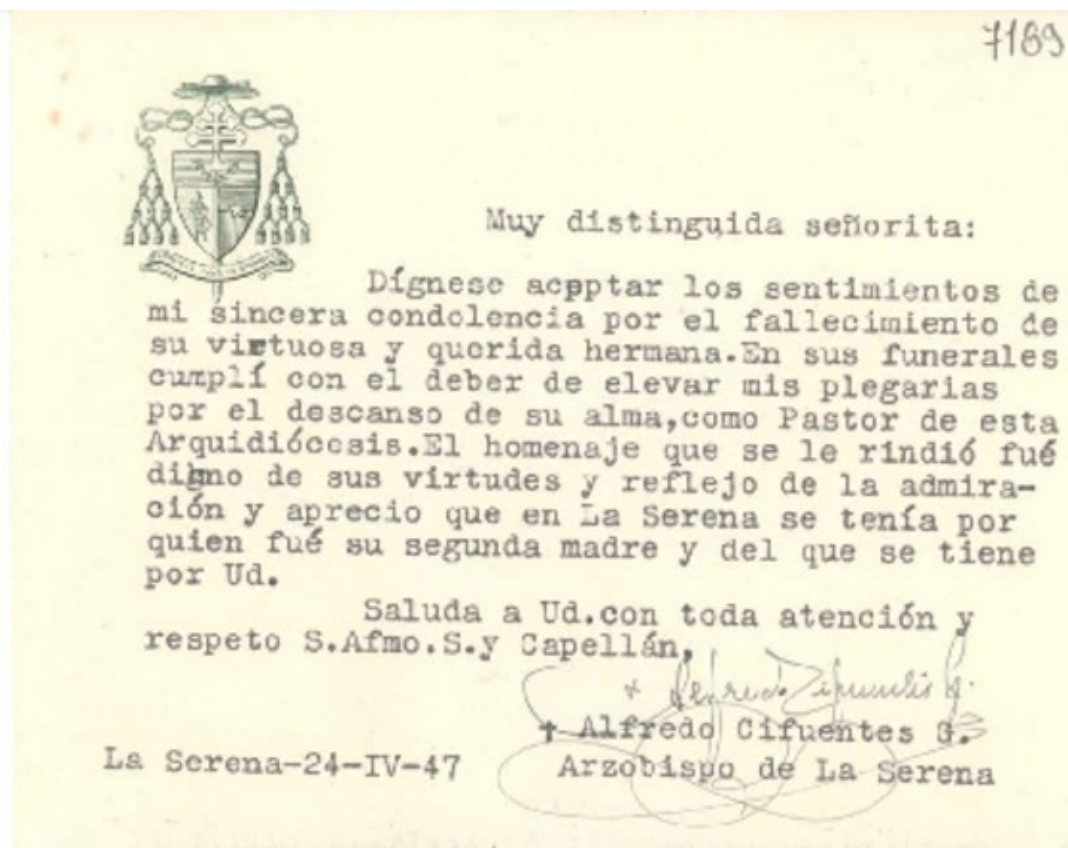 7189
Muy distinguida señorita:
Dígnese acpptar los sentimientos de
mi sincera condolencia por el fallecimiento de
su virtuosa y querida hermana.En sus funerales
cumplí con el deber de elevar mis plegarias
por el descanso de su alma,como Pastor de esta
Arquidiócesis.El homenaje que se le rindió fué
digno de sus virtudes y reflejo de la admira-
ción y aprecio que en La Serena se tenía por
quien fué su segunda madre y del que se tiene
por Ud.
Saluda a Ud.con toda atención y
respeto S.Afmo.S.y Capellán,
+ Alfredo Cifuentes G.
† Alfredo Cifuentes G.
Arzobispo de La Serena
La Serena-24-IV-47